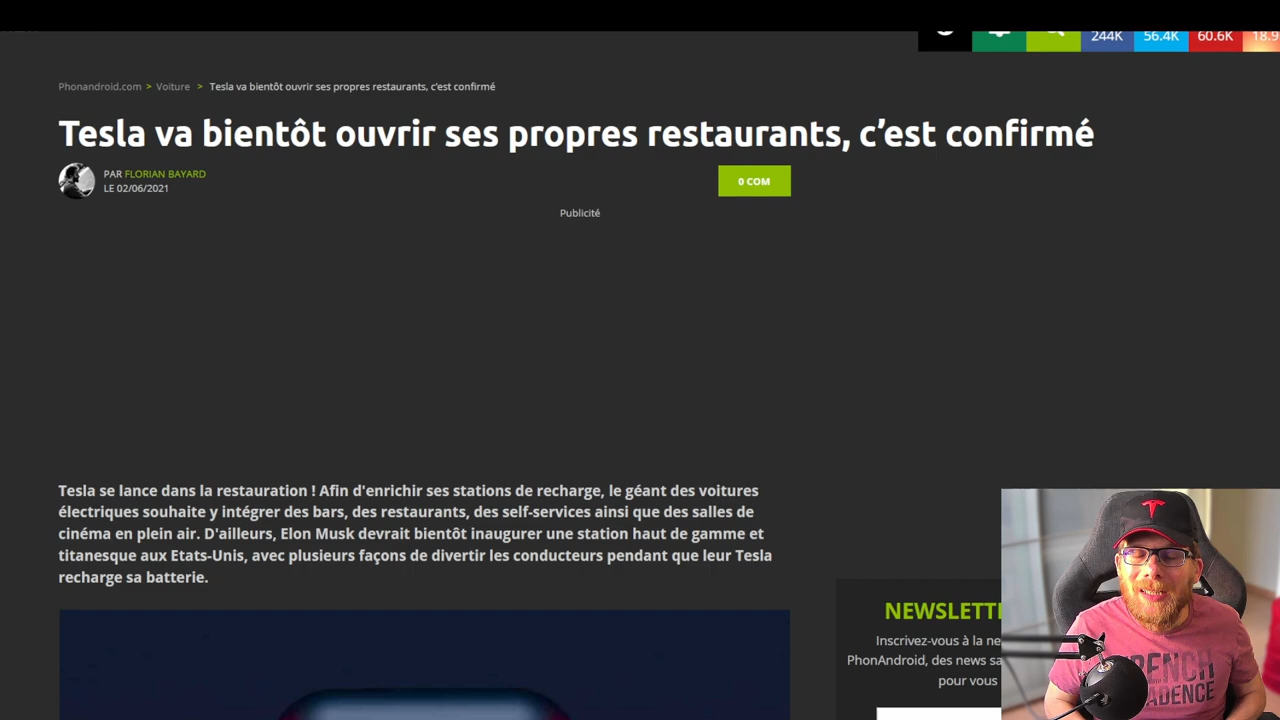 244K 56.4K 60.6K 18.9
Phonandroid.com > Voiture > Tesla va bientôt ouvrir ses propres restaurants, c'est confirmé
Tesla va bientôt ouvrir ses propres restaurants, c’est confirmé
PAR FLORIAN BAYARD
LE 02/06/2021
0 COM
Publicité
Tesla se lance dans la restauration ! Afin d'enrichir ses stations de recharge, le géant des voitures
électriques souhaite y intégrer des bars, des restaurants, des self-services ainsi que des salles de
cinéma en plein air. D'ailleurs, Elon Musk devrait bientôt inaugurer une station haut de gamme et
titanesque aux Etats-Unis, avec plusieurs façons de divertir les conducteurs pendant que leur Tesla
recharge sa batterie.
NEWSLETT
Inscrivez-vous à la ne
PhonAndroid, des news sa
pour vous